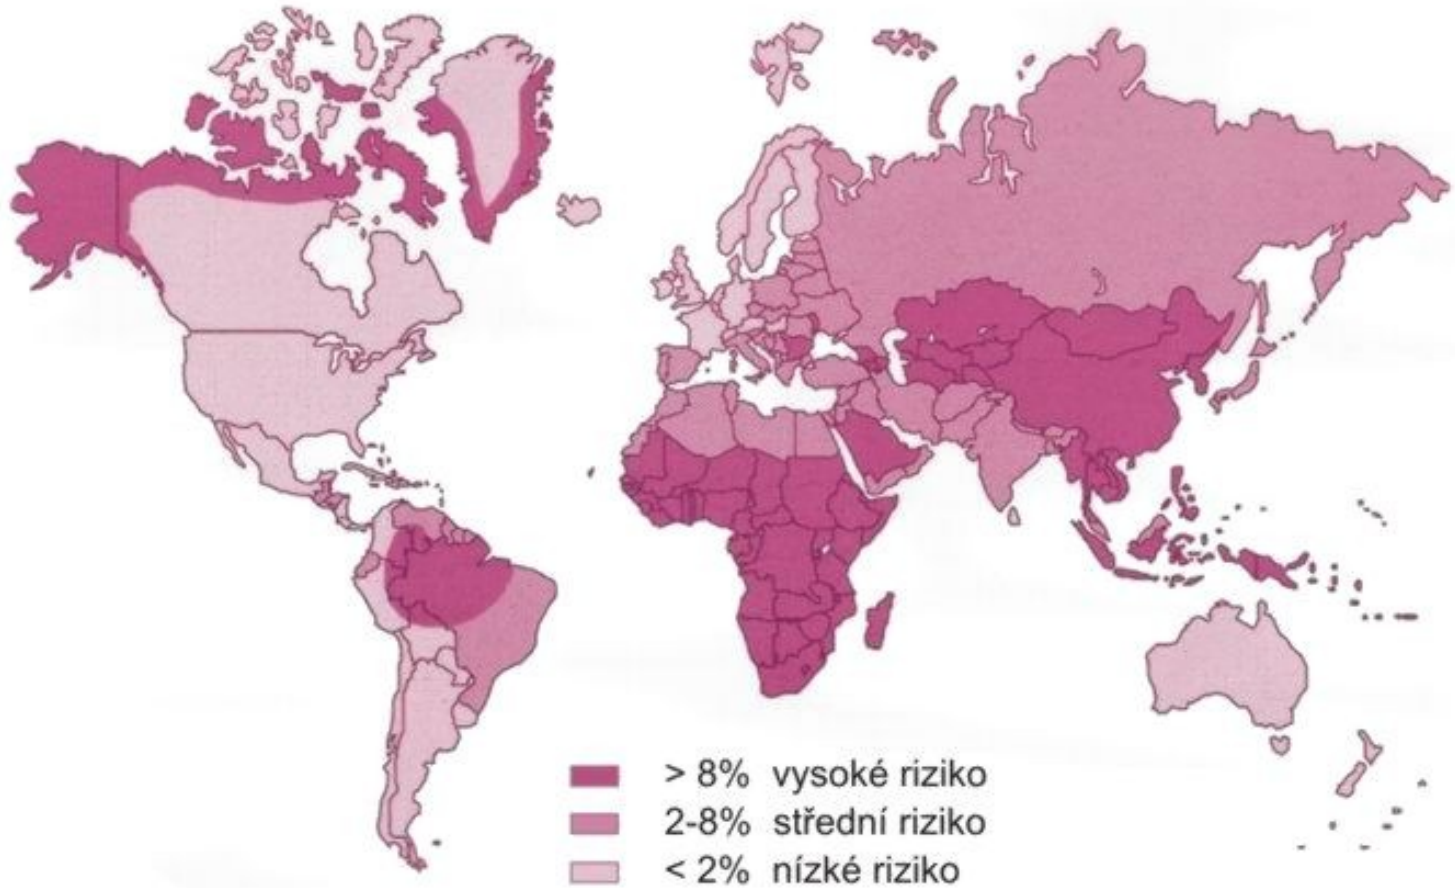 > 8% vysoké riziko
2-8% střední riziko
< 2% nízké riziko